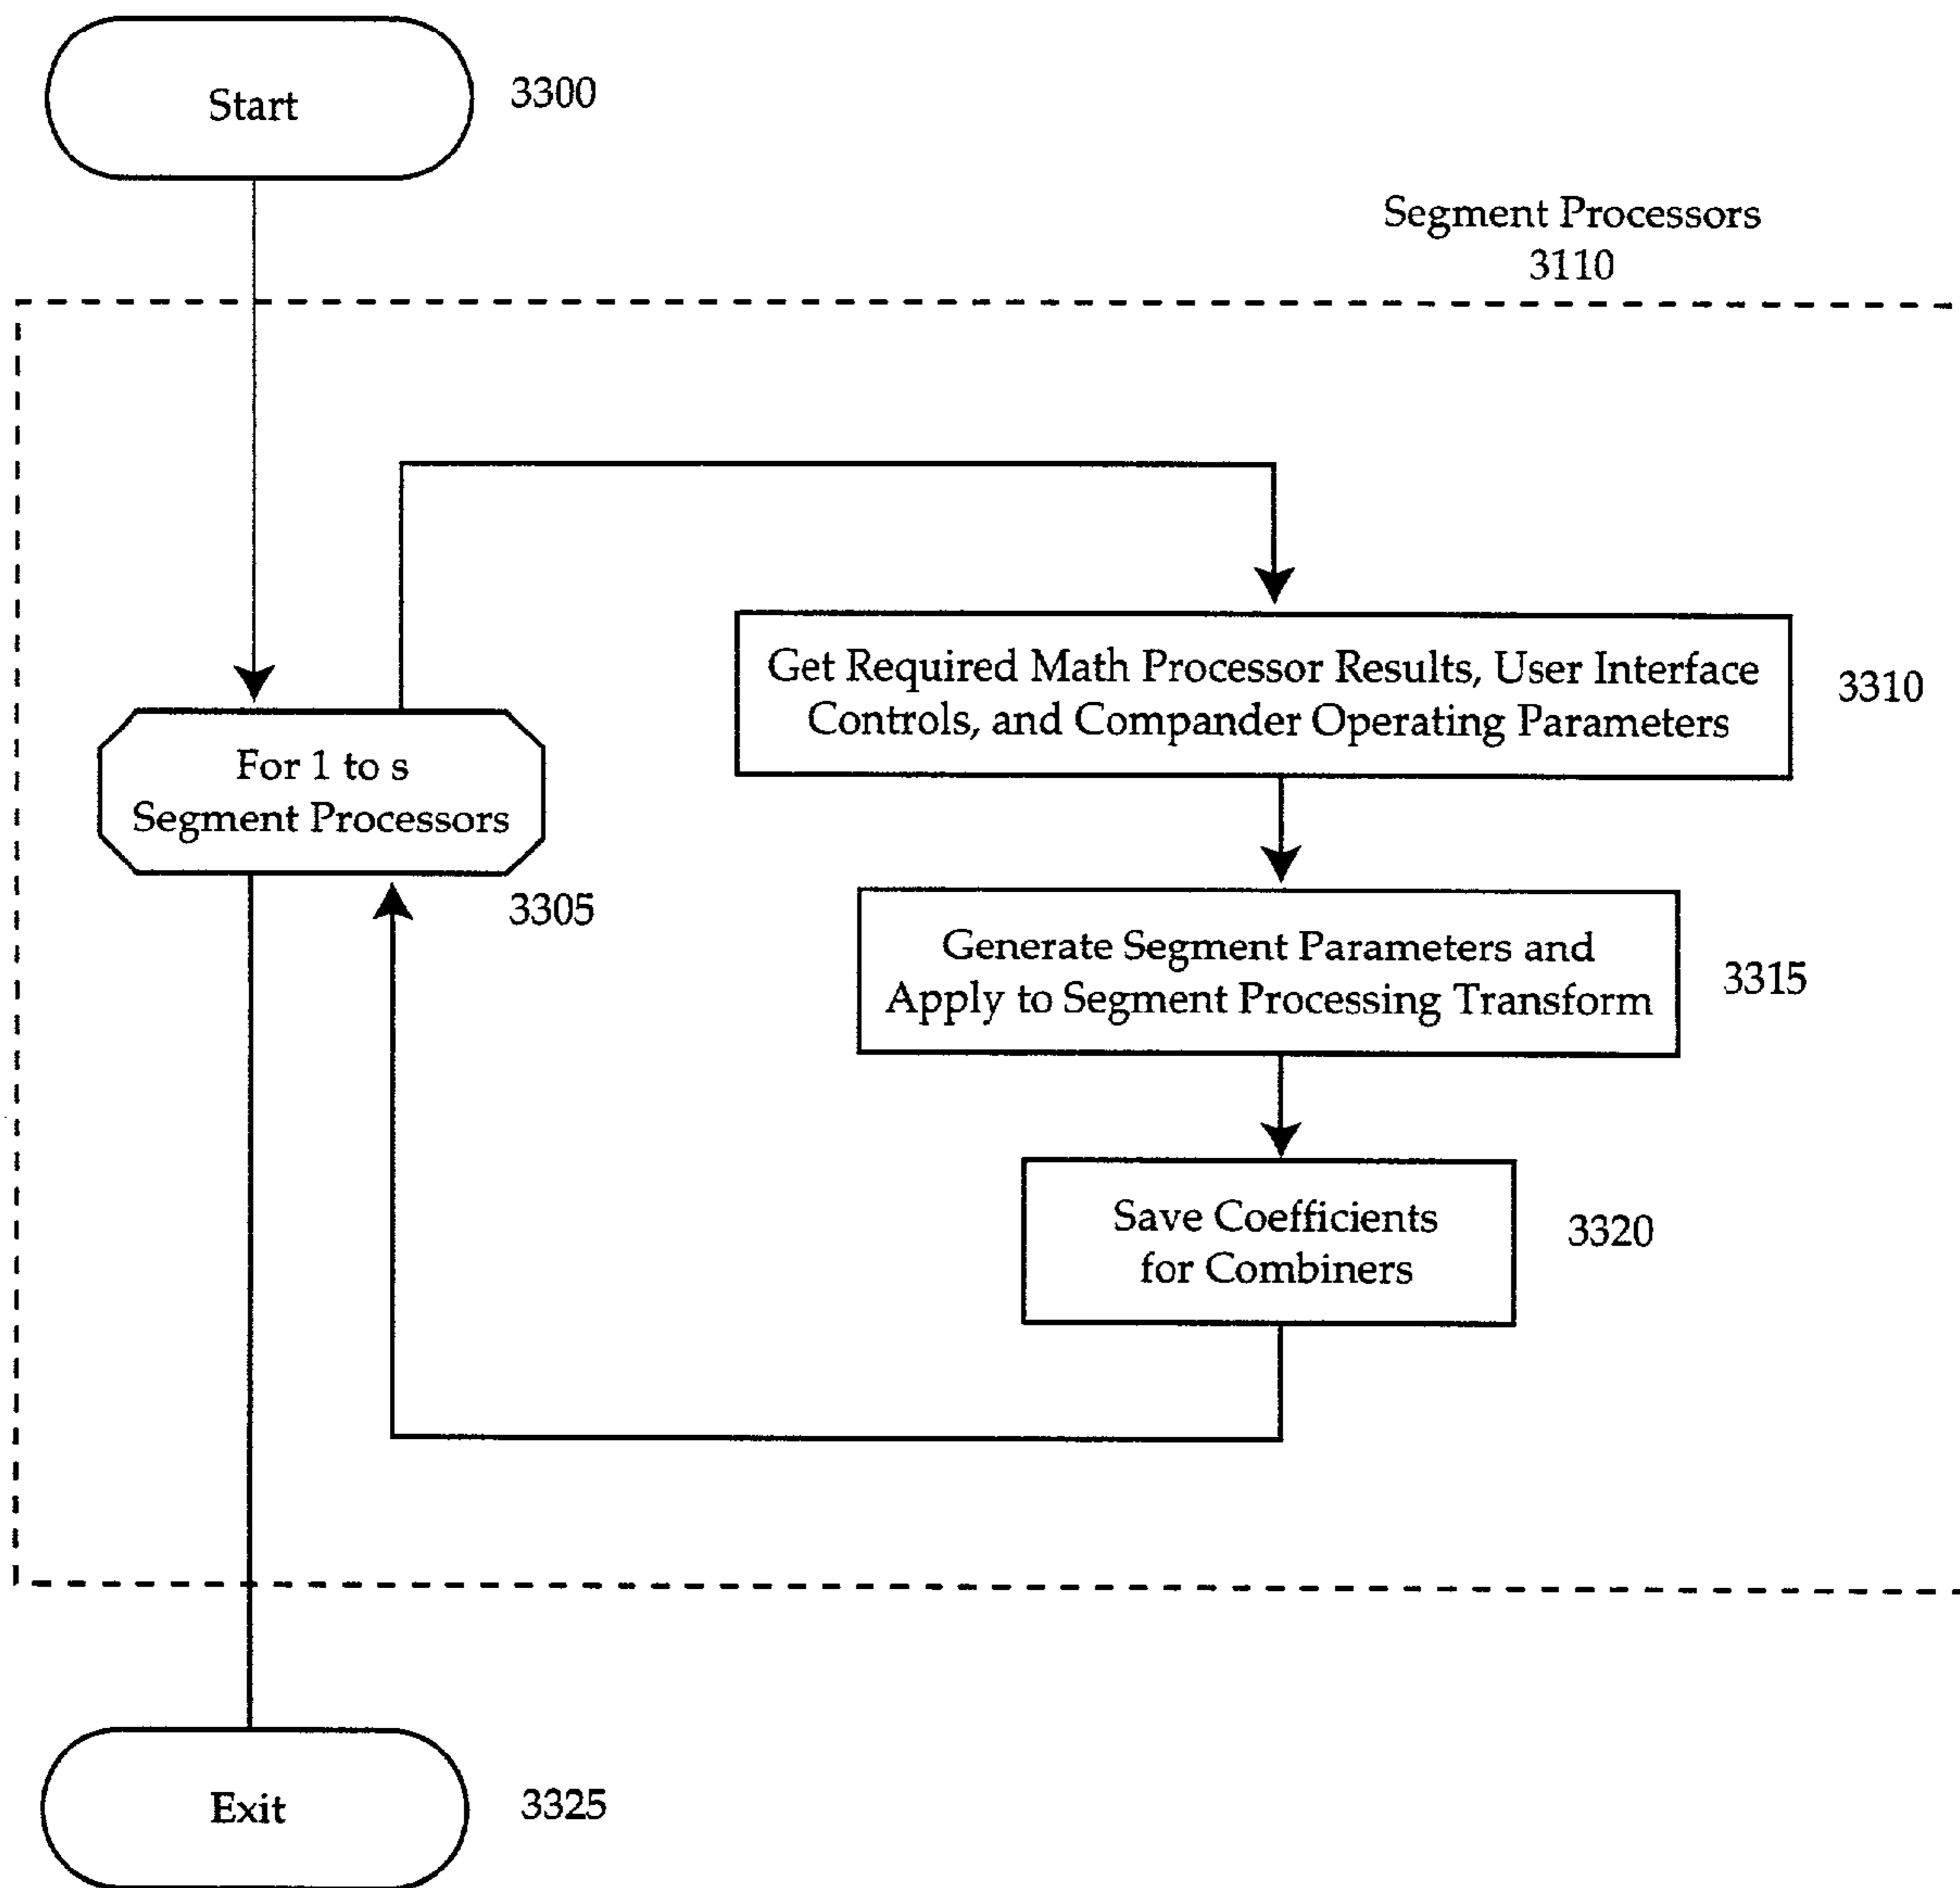 Start
3300
Segment Processors
3110
For 1 to s
Segment Processors
3305
Get Required Math Processor Results, User Interface
Controls, and Compander Operating Parameters
3310
Generate Segment Parameters and
Apply to Segment Processing Transform
3315
Save Coefficients
for Combiners
3320
Exit
3325